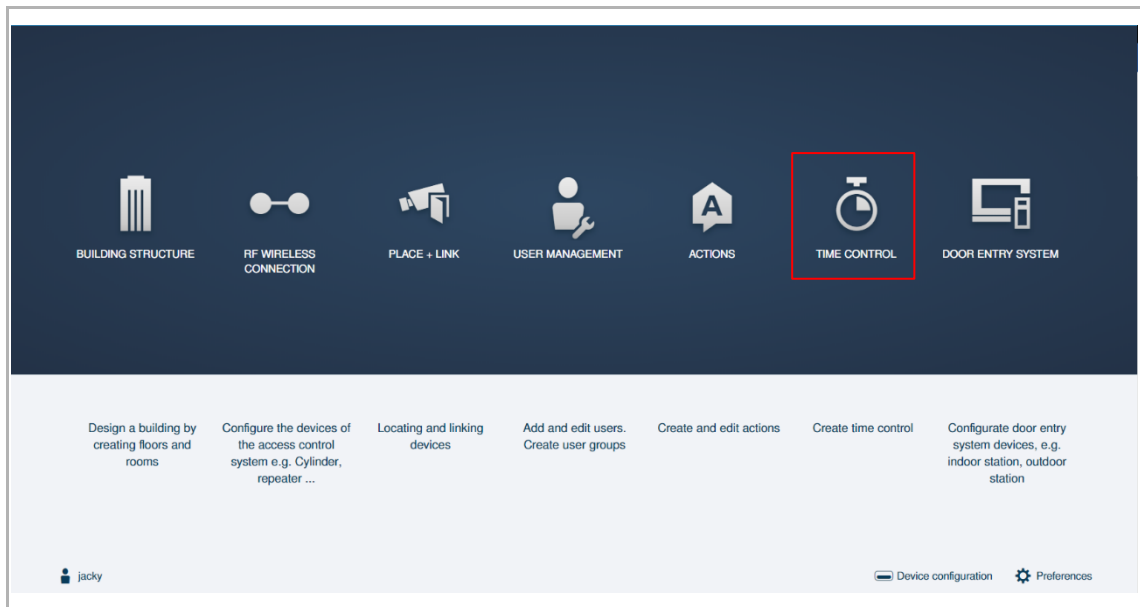 BUILDING STRUCTURE
RF WIRELESS
CONNECTION
PLACE + LINK
USER MANAGEMENT
A
ACTIONS
TIME CONTROL
DOOR ENTRY SYSTEM
Design a building by
creating floors and
rooms
Configure the devices of
the access control
system e.g. Cylinder,
repeater ...
Locating and linking
devices
Add and edit users.
Create user groups
Create and edit actions
Create time control
Configurate door entry
system devices, e.g.
indoor station, outdoor
station
jacky
Device configuration
Preferences